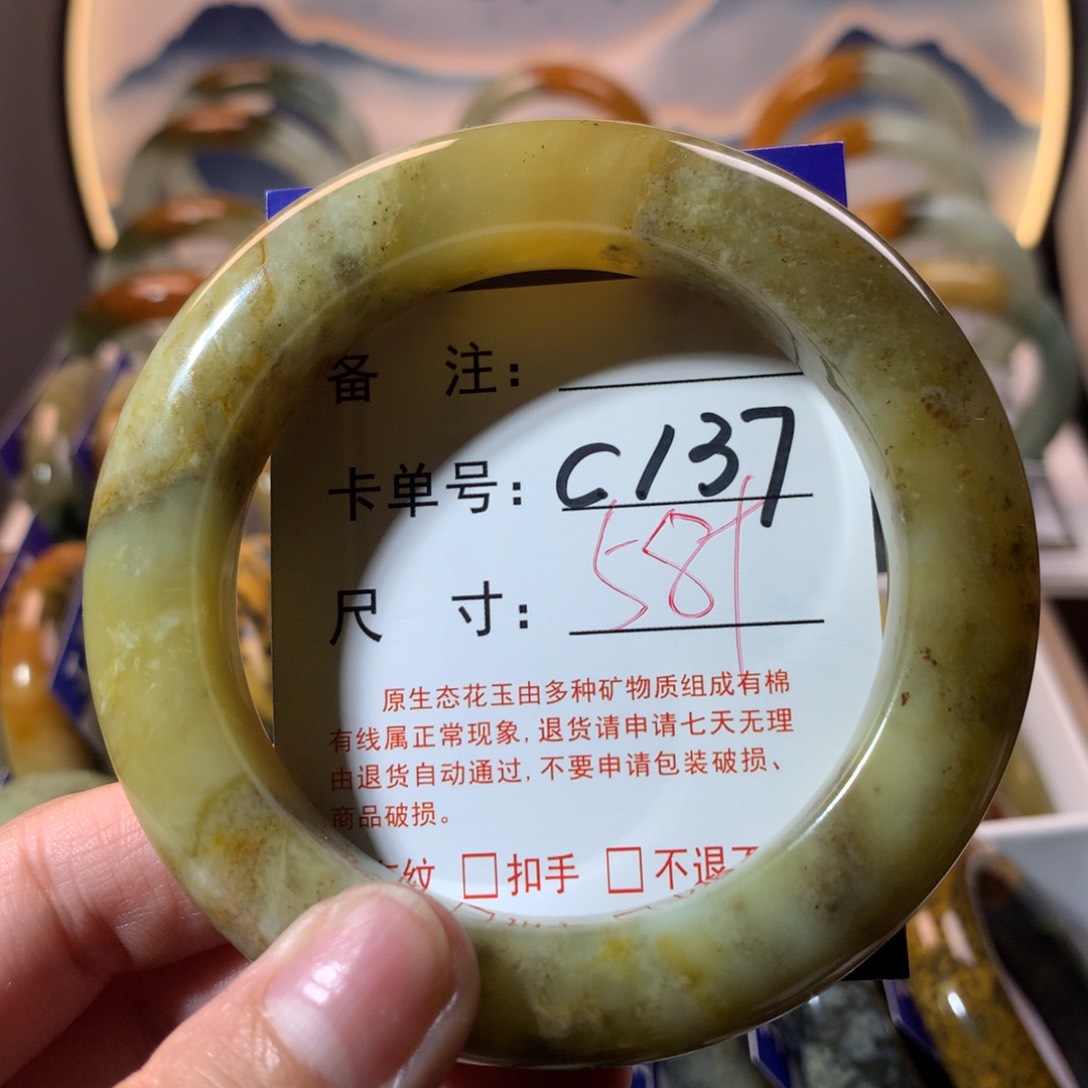 备 注：
卡单号：C137
尺 寸：58
原生态花玉由多种矿物质组成有棉
有线属正常现象，退货请申请七天无理
由退货自动通过，不要申请包装破损、
商品破损。
纹 □扣手 □不退